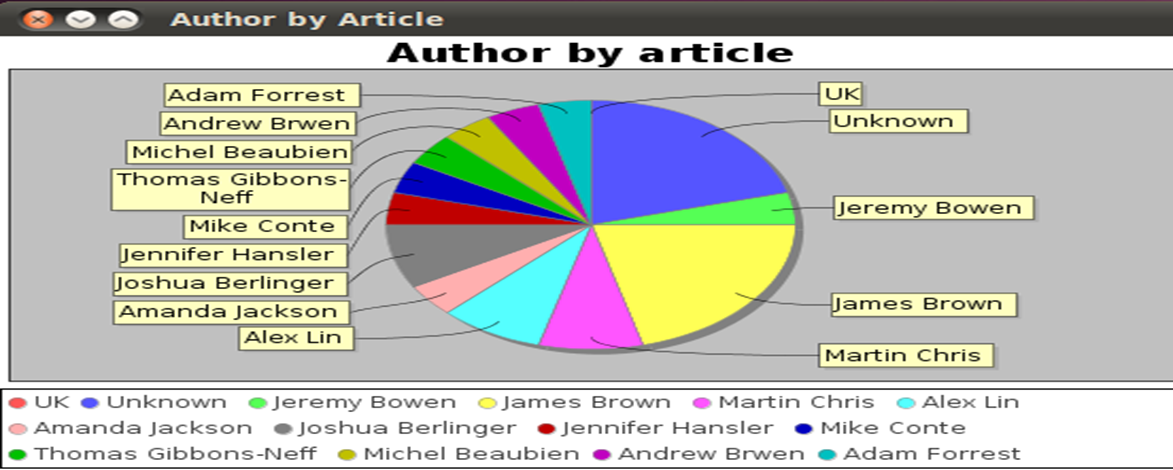 Author by Article
Author by article
Adam Forrest
Andrew Brwen
Michel Beaubien
Thomas Gibbons-
Neff
Mike Conte
Jennifer Hansler
Joshua Berlinger
Amanda Jackson
Alex Lin
UK
Unknown
Jeremy Bowen
James Brown
Martin Chris
UK Unknown Jeremy Bowen James Brown Martin Chris Alex Lin
Amanda Jackson Joshua Berlinger Jennifer Hansler Mike Conte
Thomas Gibbons-Neff Michel Beaubien Andrew Brwen Adam Forrest